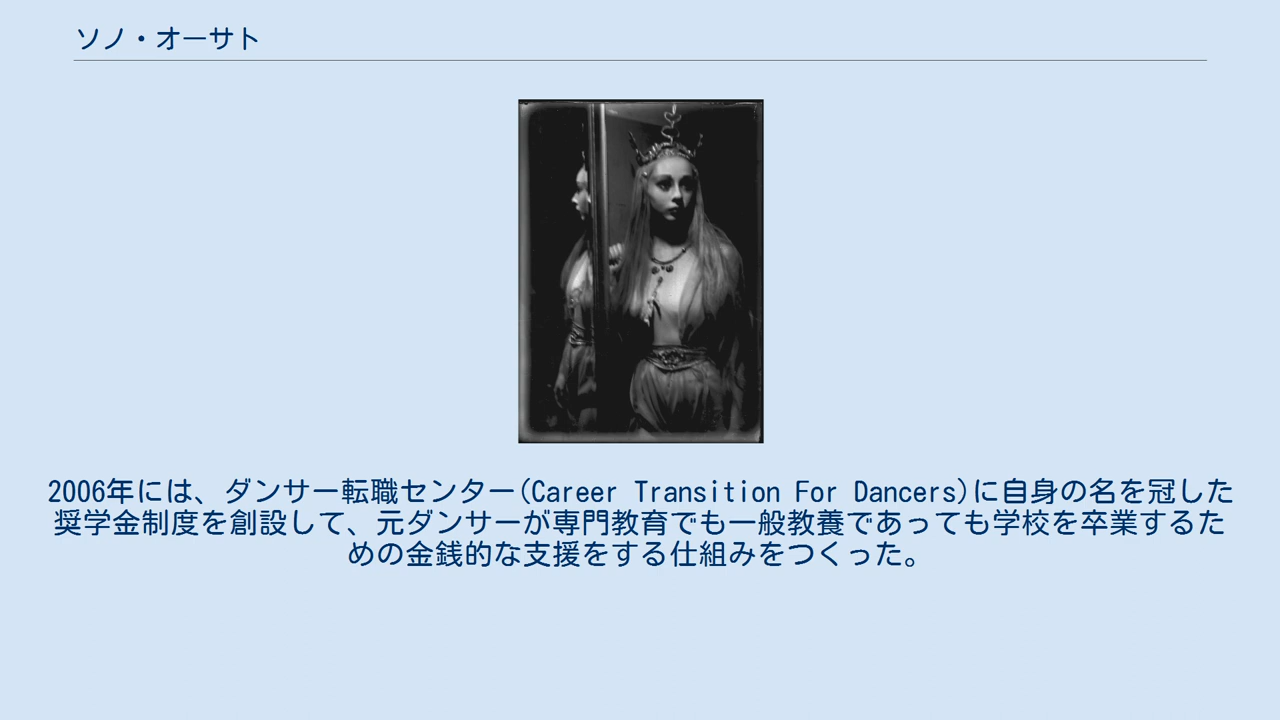 ソノ・オーサト
2006年には、ダンサー転職センター(Career Transition For Dancers)に自身の名を冠した
奨学金制度を創設して、元ダンサーが専門教育でも一般教養であっても学校を卒業するた
めの金銭的な支援をする仕組みをつくった。